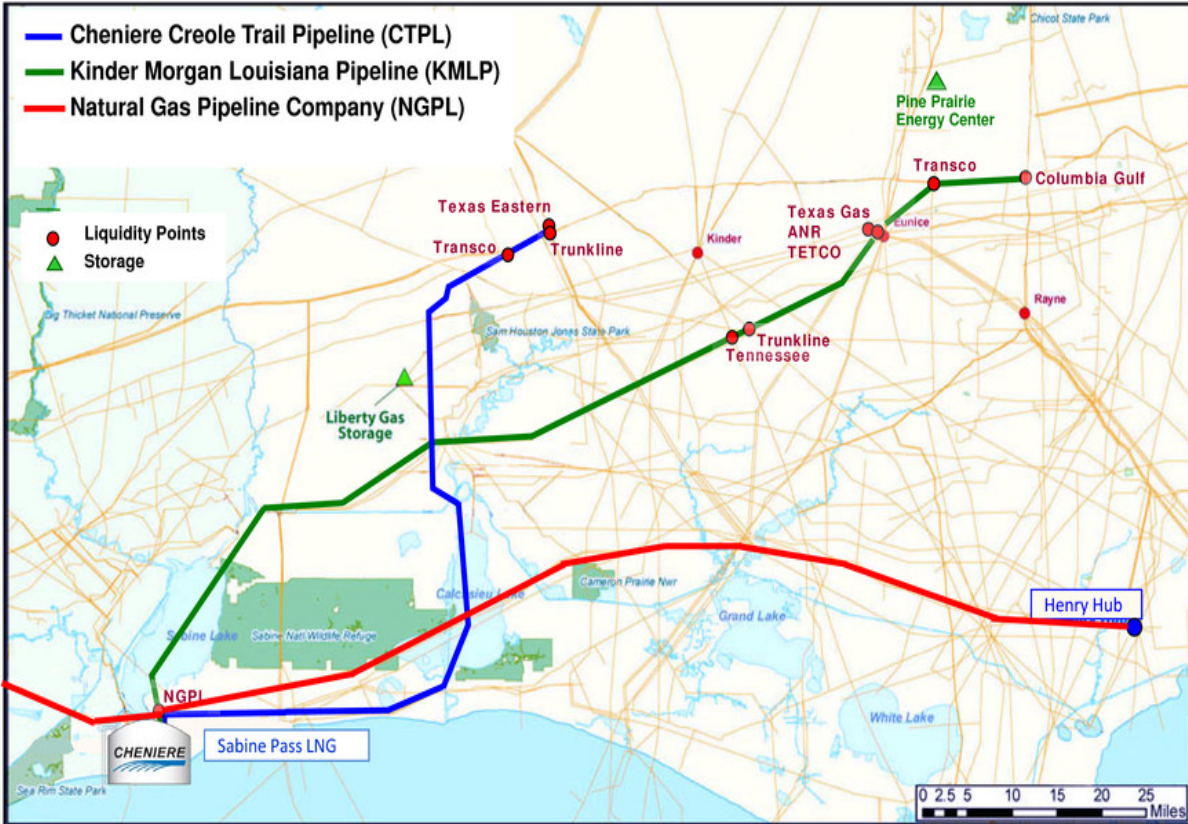 Cheniere Creole Trail Pipeline (CTPL)
Kinder Morgan Louisiana Pipeline (KMLP)
Natural Gas Pipeline Company (NGPL)
Chicot State Park
Pine Prairie
Energy Center
Transco
Columbia Gulf
Liquidity Points
Storage
Texas Eastern
Transco
Trunkline
Kinder
Texas Gas
ANR
TETCO
Eunice
Rayne
Big Thicket National Preserve
Sam Houston Jones State Park
Trunkline
Tennessee
Liberty Gas
Storage
Cameron Prairie Nwr
Calcasieu Lake
Sabine Lake
Sabine Natl Wildlife Refuge
Grand Lake
Henry Hub
NGPL
White Lake
CHENIERE
Sabine Pass LNG
Sea Rim State Park
0 2.5 5 10 15 20 25
Miles